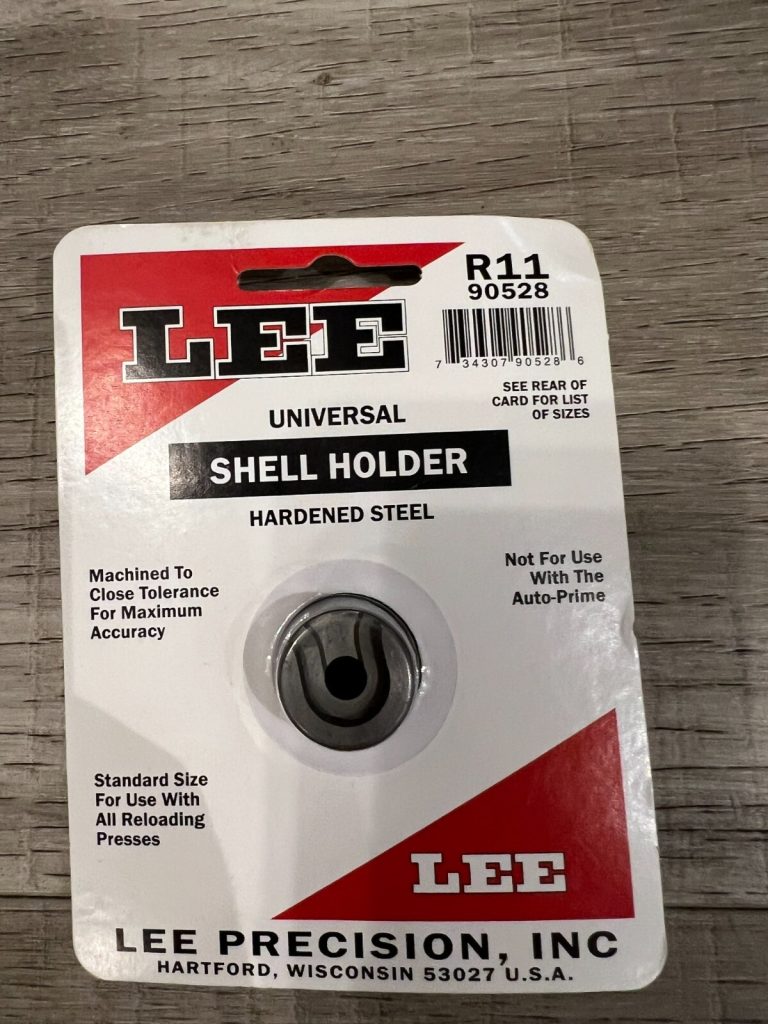 LEE
R11
90528
7 34307 90528 6
SEE REAR OF
CARD FOR LIST
OF SIZES
UNIVERSAL
SHELL HOLDER
HARDENED STEEL
Machined To
Close Tolerance
For Maximum
Accuracy
Not For Use
With The
Auto-Prime
Standard Size
For Use With
All Reloading
Presses
LEE
LEE PRECISION, INC
HARTFORD, WISCONSIN 53027 U.S.A.